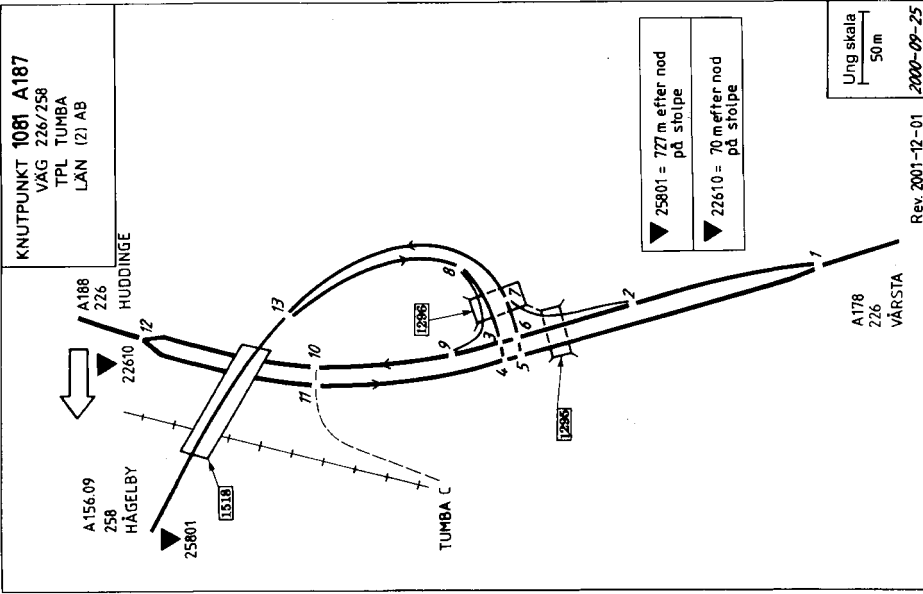 KNUTPUNKT 1081 A187
VÄG 226/258
TPL TUMBA
LÄN (2) AB
A188
226
HUDDINGE
12
22610
13
A156.09
258
HÅGELBY
25801
1518
10
11
8
1296
9
7
3
6
4
5
2
1295
1
TUMBA C
A178
226
VÅRSTA
25801 = 727 m efter nod
på stolpe
22610 = 70 m efter nod
på stolpe
Ung skala
50 m
Rev. 2001-12-01 2000-09-25